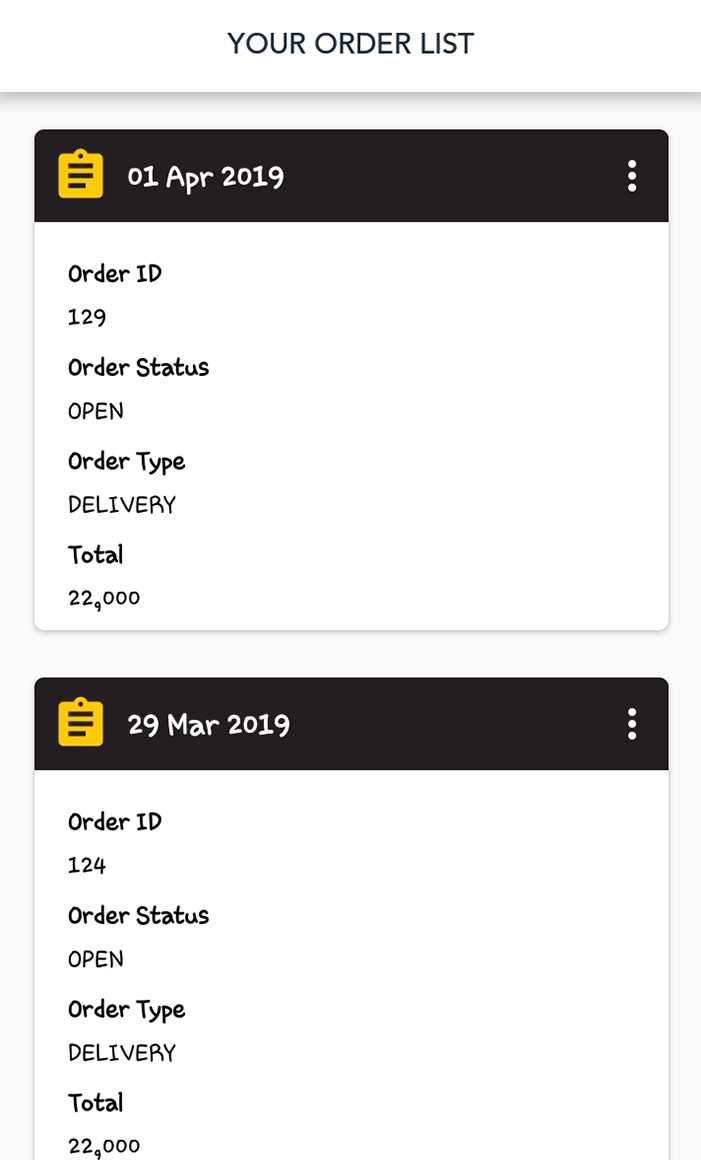 YOUR ORDER LIST
01 Apr 2019
Order ID
129
Order Status
OPEN
Order Type
DELIVERY
Total
22,000
29 Mar 2019
Order ID
124
Order Status
OPEN
Order Type
DELIVERY
Total
22,000